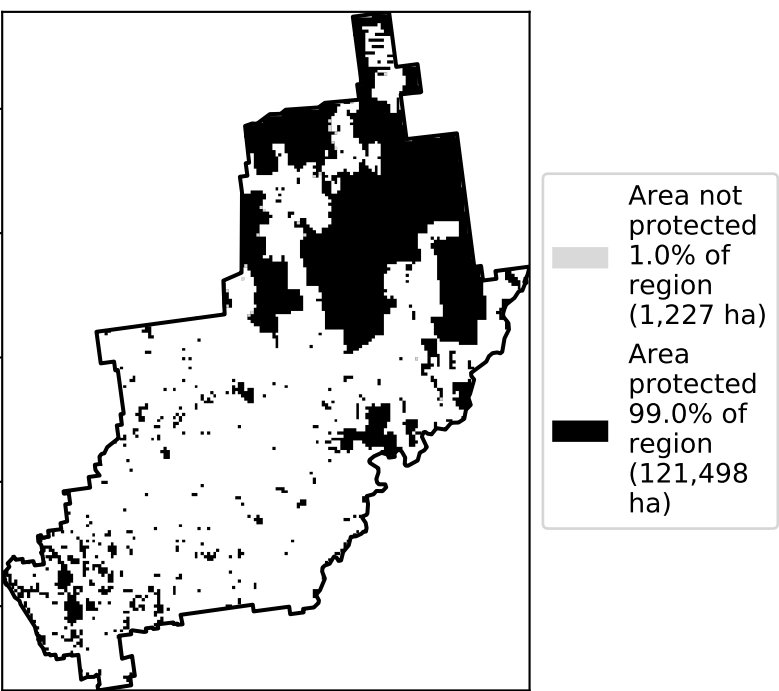 Area not
protected
1.0% of
region
(1,227 ha)
Area
protected
99.0% of
region
(121,498
ha)